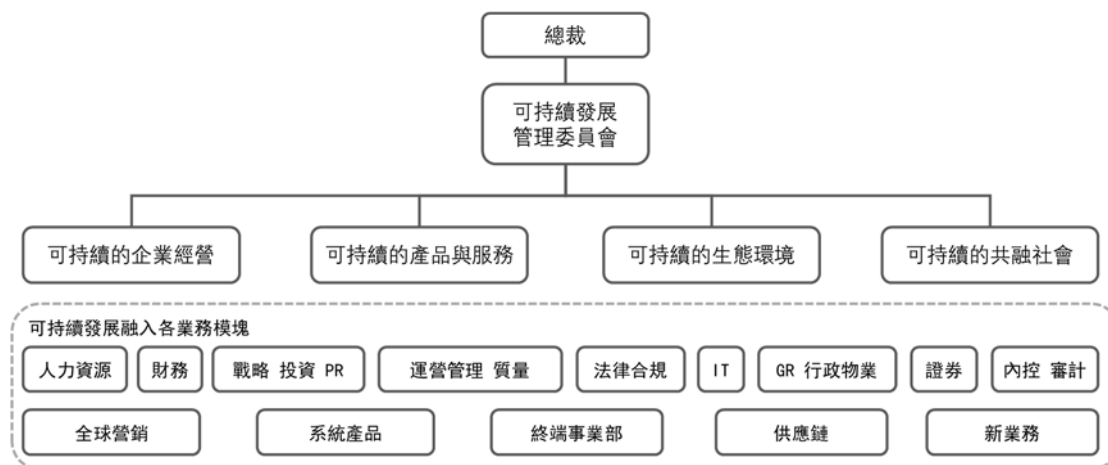 總裁
可持續發展
管理委員會
可持續的企業經營
可持續的產品與服務
可持續的生態環境
可持續的共融社會
可持續發展融入各業務模塊
人力資源
財務
戰略 投資 PR
運營管理 質量
法律合規
IT
GR 行政物業
證券
內控 審計
全球營銷
系統產品
終端事業部
供應鏈
新業務